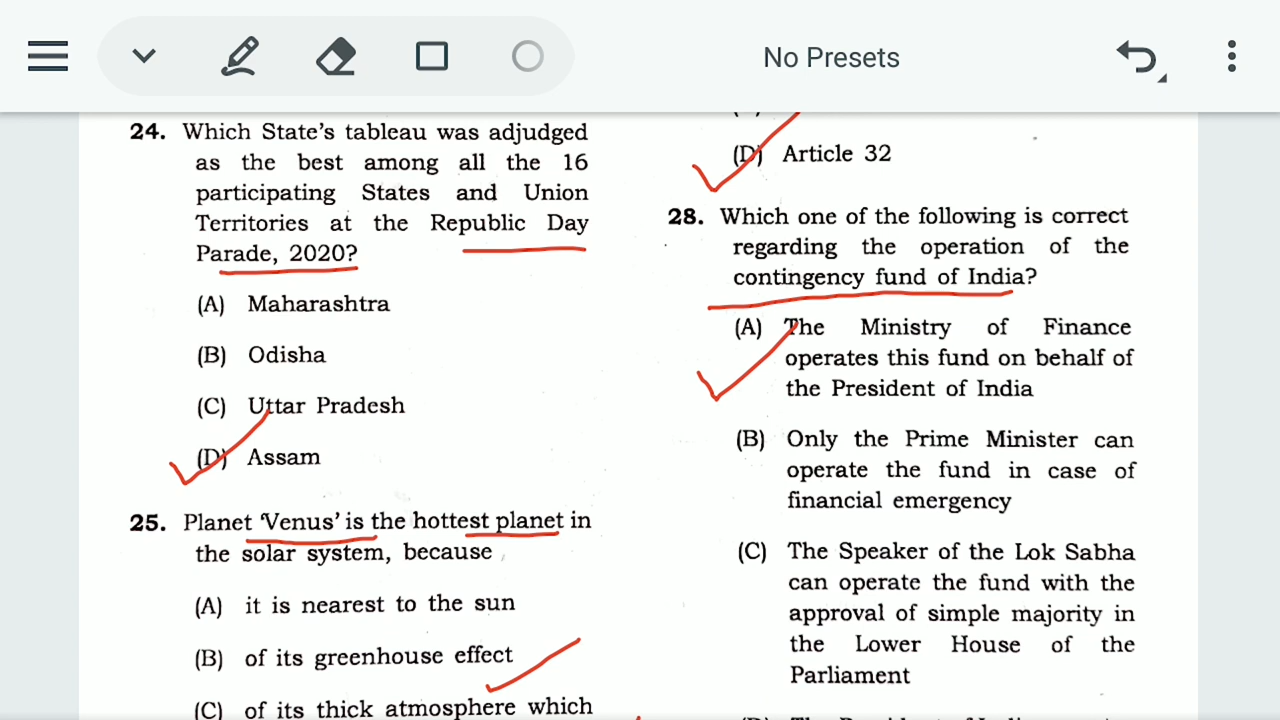 No Presets
24. Which State's tableau was adjudged
as the best among all the 16
participating States and Union
Territories at the Republic Day
Parade, 2020?
(A) Maharashtra
(B) Odisha
(C) Uttar Pradesh
(D) Assam
25. Planet 'Venus' is the hottest planet in
the solar system, because
(A) it is nearest to the sun
(B) of its greenhouse effect
(C) of its thick atmosphere which
(D) Article 32
28. Which one of the following is correct
regarding the operation of the
contingency fund of India?
(A) The Ministry of Finance
operates this fund on behalf of
the President of India
(B) Only the Prime Minister can
operate the fund in case of
financial emergency
(C) The Speaker of the Lok Sabha
can operate the fund with the
approval of simple majority in
the Lower House of the
Parliament